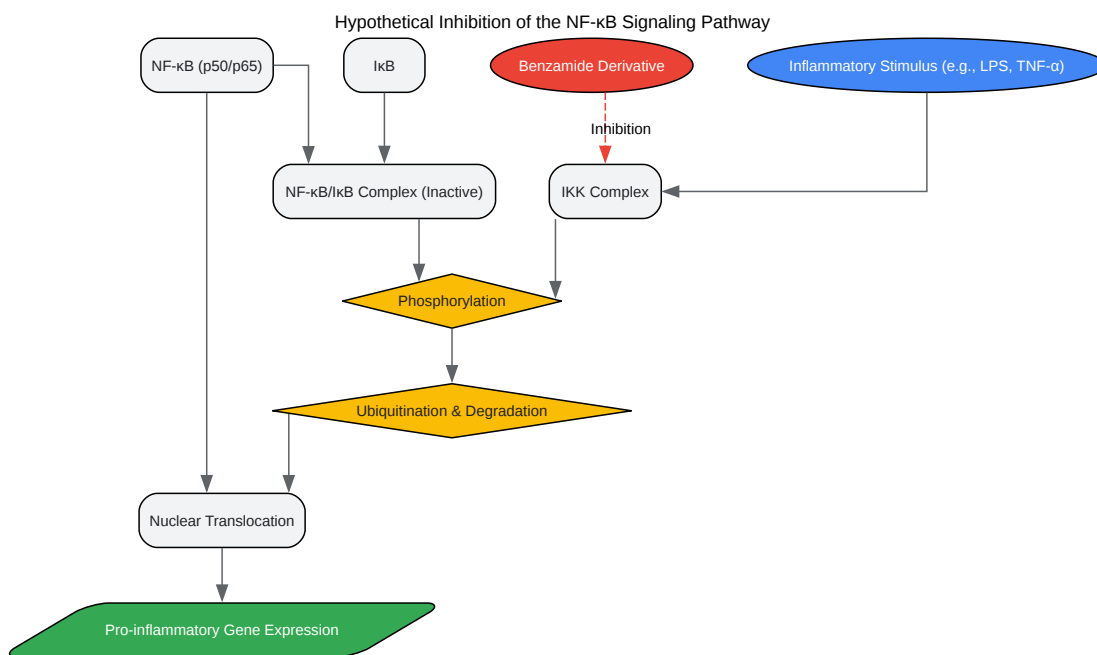 Hypothetical Inhibition of the NF-κB Signaling Pathway
NF-κB (p50/p65)
IκB
Benzamide Derivative
Inflammatory Stimulus (e.g., LPS, TNF-α)
Inhibition
NF-κB/IκB Complex (Inactive)
IKK Complex
Phosphorylation
Ubiquitination & Degradation
Nuclear Translocation
Pro-inflammatory Gene Expression